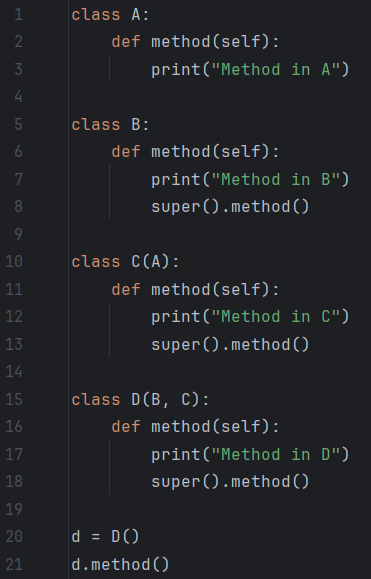 1 class A:
2     def method(self):
3         print("Method in A")
4
5 class B:
6     def method(self):
7         print("Method in B")
8         super().method()
9
10 class C(A):
11     def method(self):
12         print("Method in C")
13         super().method()
14
15 class D(B, C):
16     def method(self):
17         print("Method in D")
18         super().method()
19
20 d = D()
21 d.method()